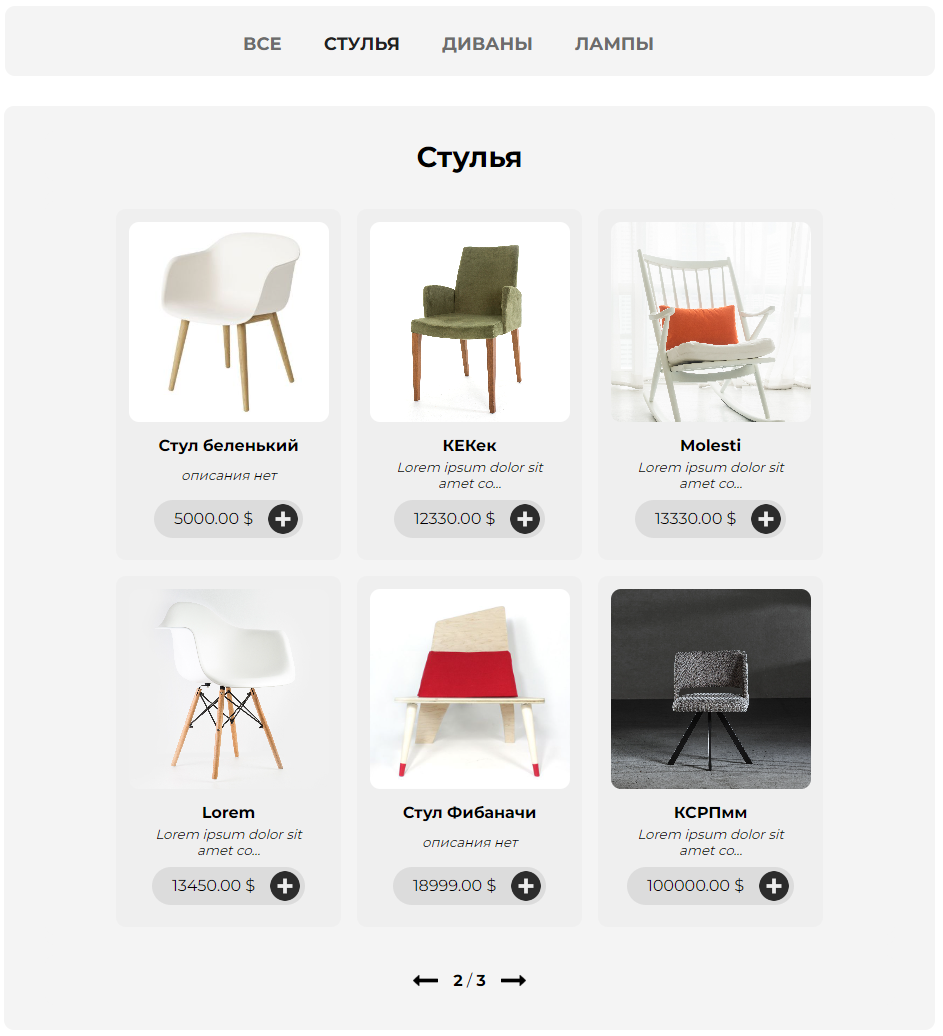 ВСЕ СТУЛЬЯ ДИВАНЫ ЛАМПЫ
Стулья
Стул беленький
описания нет
5000.00 $
КЕКек
Lorem ipsum dolor sit
amet co...
12330.00 $
Molesti
Lorem ipsum dolor sit
amet co...
13330.00 $
Lorem
Lorem ipsum dolor sit
amet co...
13450.00 $
Стул Фибаначи
описания нет
18999.00 $
КСРПмм
Lorem ipsum dolor sit
amet co...
100000.00 $
2 / 3